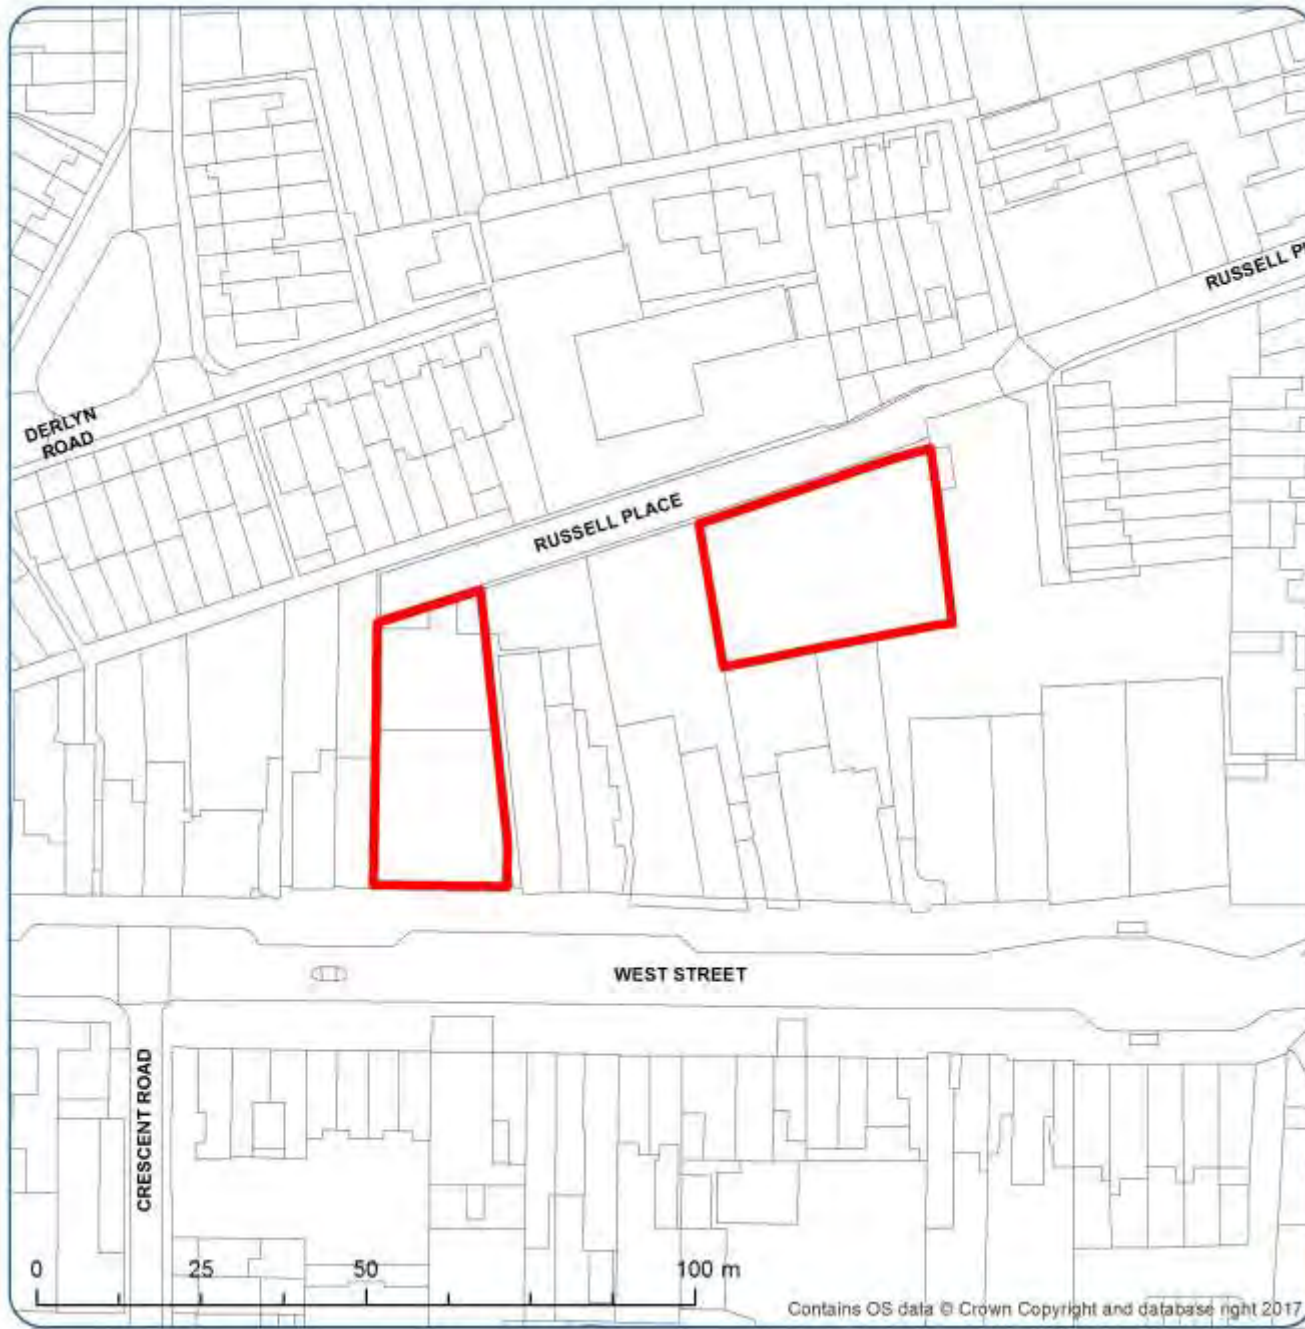 RUSSELL P
DERLYN
ROAD
RUSSELL PLACE
WEST STREET
CRESCENT ROAD
0 25 50 100 m
Contains OS data © Crown Copyright and database right 2017